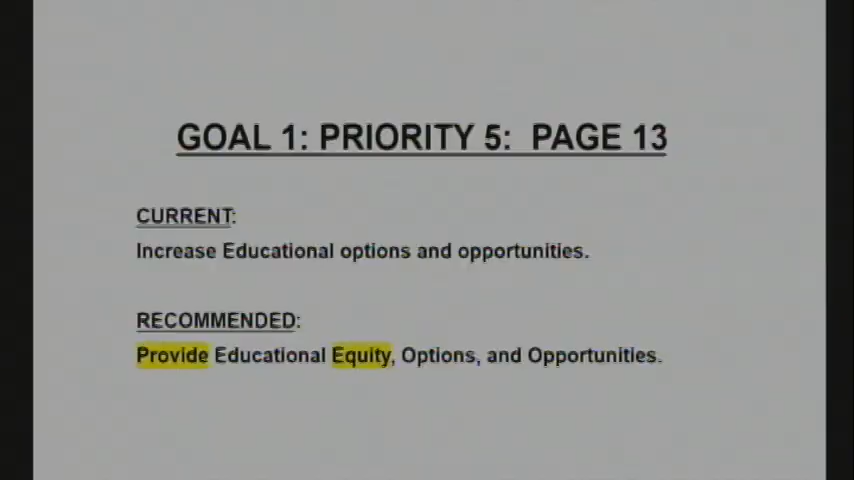 GOAL 1: PRIORITY 5: PAGE 13
CURRENT:
Increase Educational options and opportunities.
RECOMMENDED:
Provide Educational Equity, Options, and Opportunities.